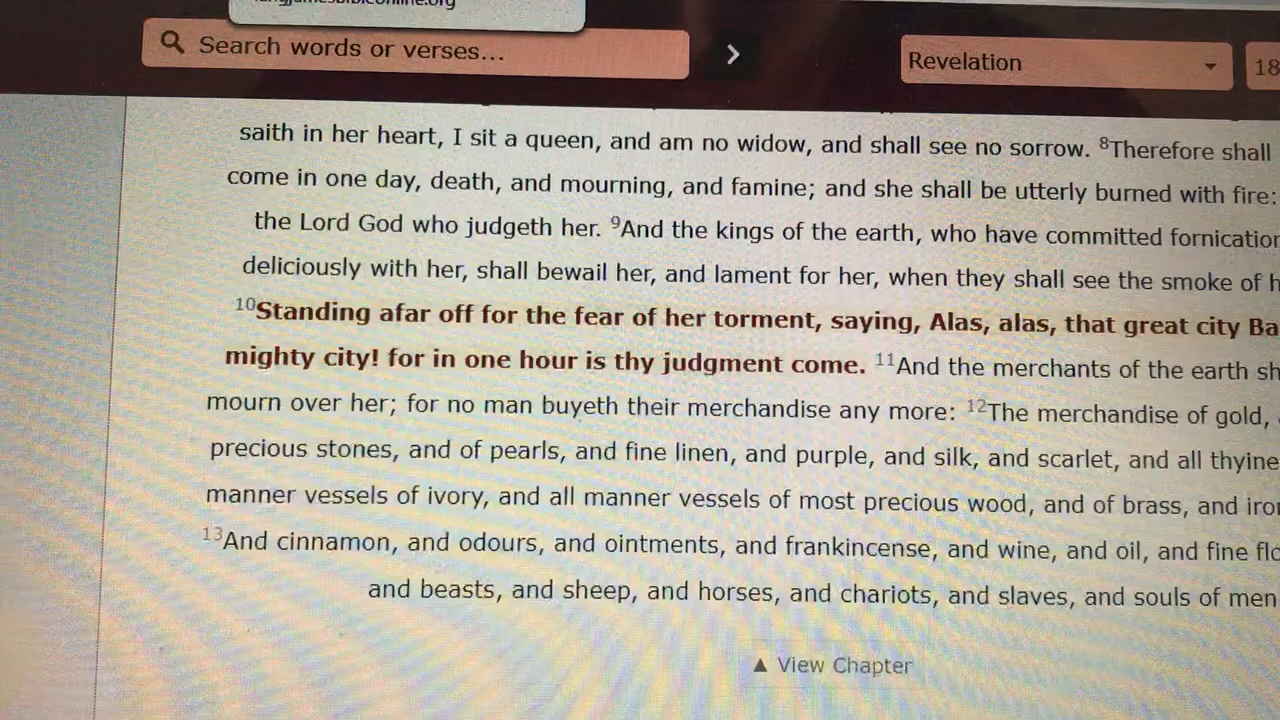 Search words or verses...
Revelation
18
saith in her heart, I sit a queen, and am no widow, and shall see no sorrow. 8Therefore shall
come in one day, death, and mourning, and famine; and she shall be utterly burned with fire:
the Lord God who judgeth her. 9And the kings of the earth, who have committed fornication
deliciously with her, shall bewail her, and lament for her, when they shall see the smoke of
10Standing afar off for the fear of her torment, saying, Alas, alas, that great city
mighty city! for in one hour is thy judgment come. 11And the merchants of the earth
mourn over her; for no man buyeth their merchandise any more: 12The merchandise of gold,
precious stones, and of pearls, and fine linen, and purple, and silk, and scarlet, and all thyine
manner vessels of ivory, and all manner vessels of most precious wood, and of brass, and
13And cinnamon, and odours, and ointments, and frankincense, and wine, and oil, and fine
and beasts, and sheep, and horses, and chariots, and slaves, and souls of men
▲ View Chapter